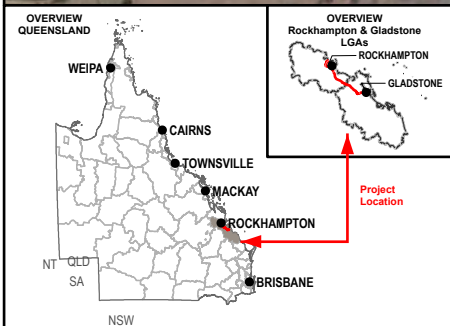 OVERVIEW
QUEENSLAND
WEIPA
CAIRNS
TOWNSVILLE
MACKAY
ROCKHAMPTON
BRISBANE
NT QLD
SA
NSW
OVERVIEW
Rockhampton & Gladstone
LGAs
ROCKHAMPTON
GLADSTONE
Project
Location